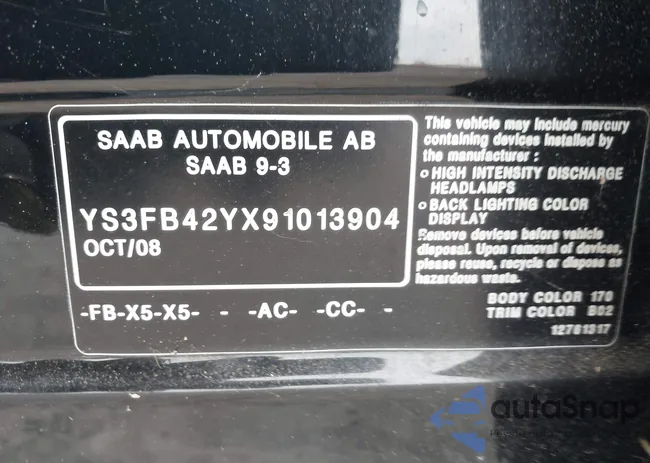 SAAB AUTOMOBILE AB
SAAB 9-3
YS3FB42YX91013904
OCT/08
-FB-X5-X5- - -AC- -CC- -
This vehicle may include mercury
containing devices installed by
the manufacturer :
○ HIGH INTENSITY DISCHARGE
HEADLAMPS
○ BACK LIGHTING COLOR
DISPLAY
Remove devices before vehicle
disposal. Upon removal of devices,
please reuse, recycle or dispose as
hazardous waste.
BODY COLOR 170
TRIM COLOR B02
12781317
autoSnap